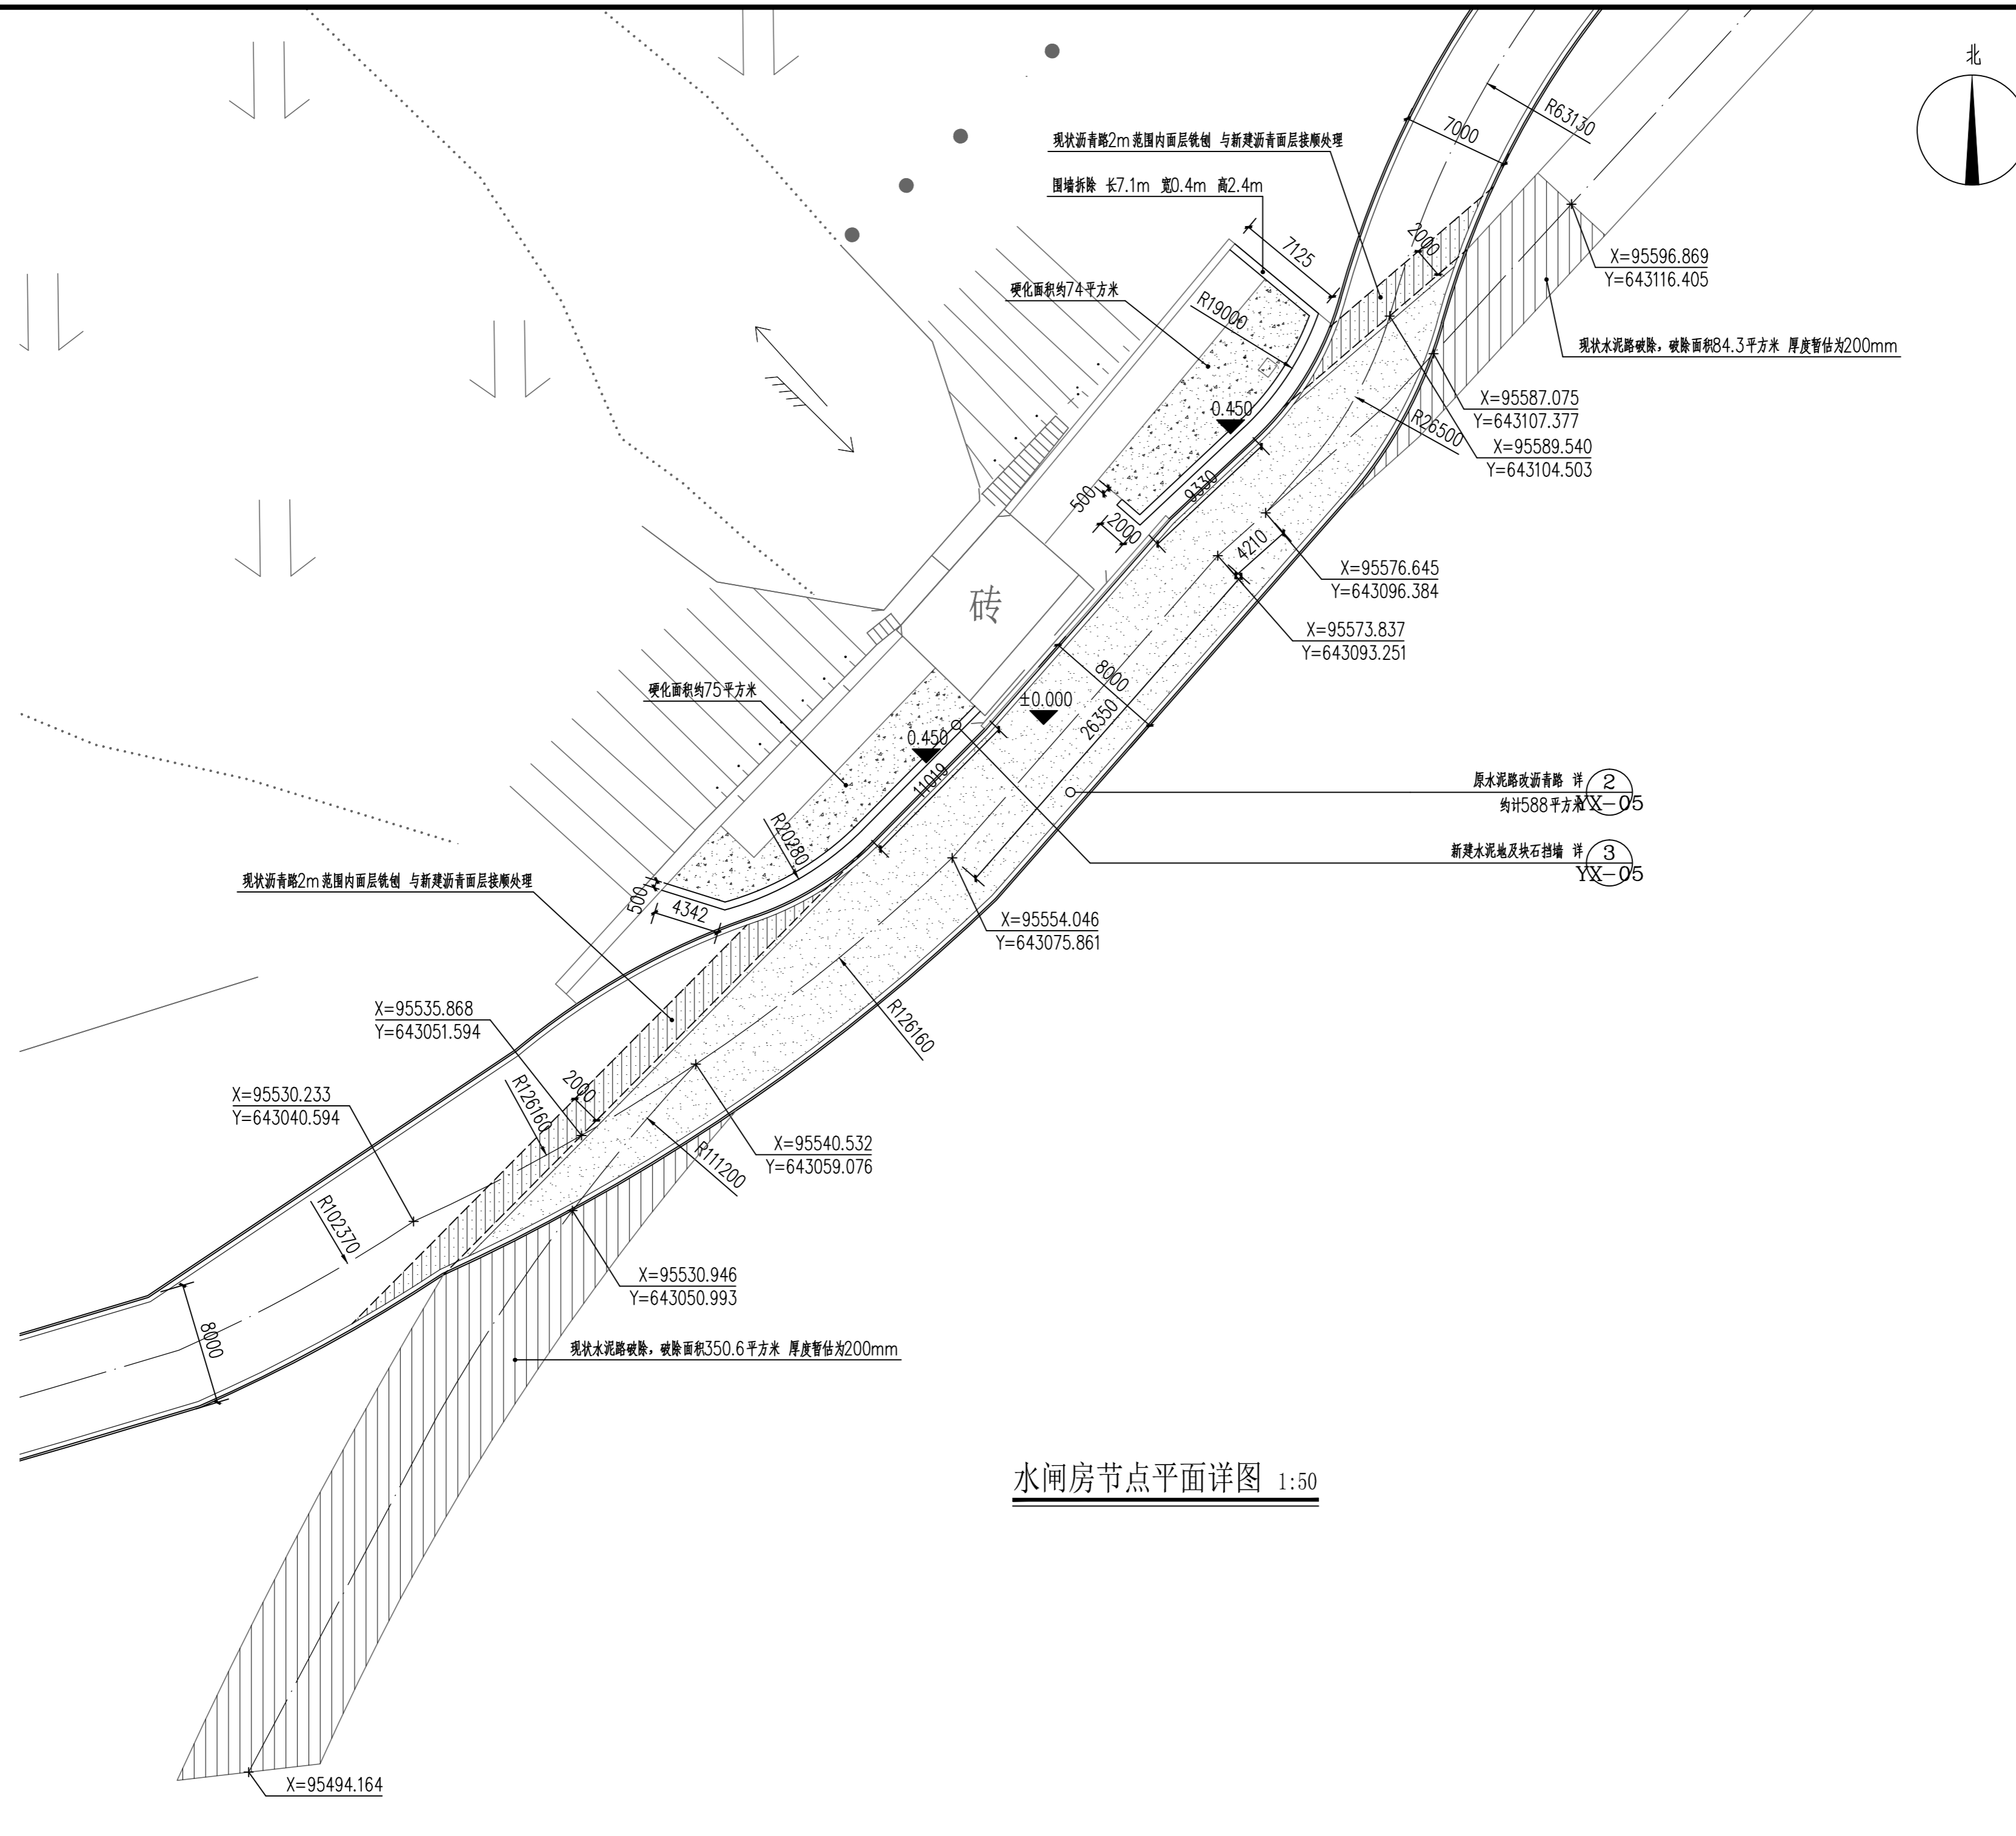 北
R63130
7000
现状沥青路2m范围内面层铣刨 与新建沥青面层接顺处理
围墙拆除 长7.1m 宽0.4m 高2.4m
7125
2000
X=95596.869
Y=643116.405
硬化面积约74平方米
R19000
现状水泥路破除，破除面积84.3平方米 厚度暂估为200mm
X=95587.075
Y=643107.377
0.450
R26500
X=95589.540
Y=643104.503
9330
500
2000
4210
X=95576.645
Y=643096.384
砖
X=95573.837
Y=643093.251
8000
硬化面积约75平方米
±0.000
26350
0.450
11019
原水泥路改沥青路 详
2
约计588平方米
YX-05
R20280
新建水泥地及块石挡墙 详
3
YX-05
现状沥青路2m范围内面层铣刨 与新建沥青面层接顺处理
500
4342
X=95554.046
Y=643075.861
X=95535.868
Y=643051.594
R126160
2000
R126160
X=95530.233
Y=643040.594
X=95540.532
Y=643059.076
R111200
R102370
X=95530.946
Y=643050.993
8000
现状水泥路破除，破除面积350.6平方米 厚度暂估为200mm
水闸房节点平面详图 1:50
X=95494.164